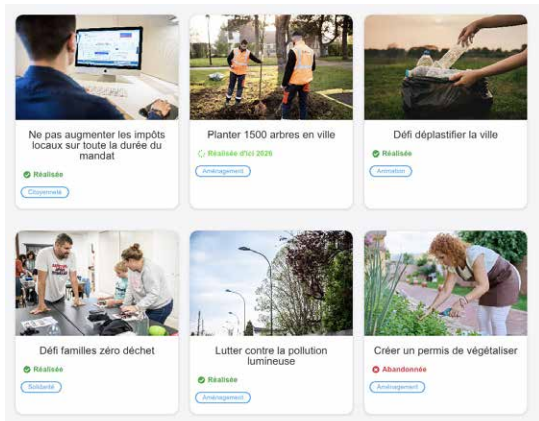 Ne pas augmenter les impôts
locaux sur toute la durée du
mandat
Réalisée
Citoyenneté
Planter 1500 arbres en ville
Réalisée d'ici 2026
Aménagement
Défi déplastifier la ville
Réalisée
Animation
Défi familles zéro déchet
Réalisée
Solidarité
Lutter contre la pollution
lumineuse
Réalisée
Aménagement
Créer un permis de végétaliser
Abandonnée
Aménagement